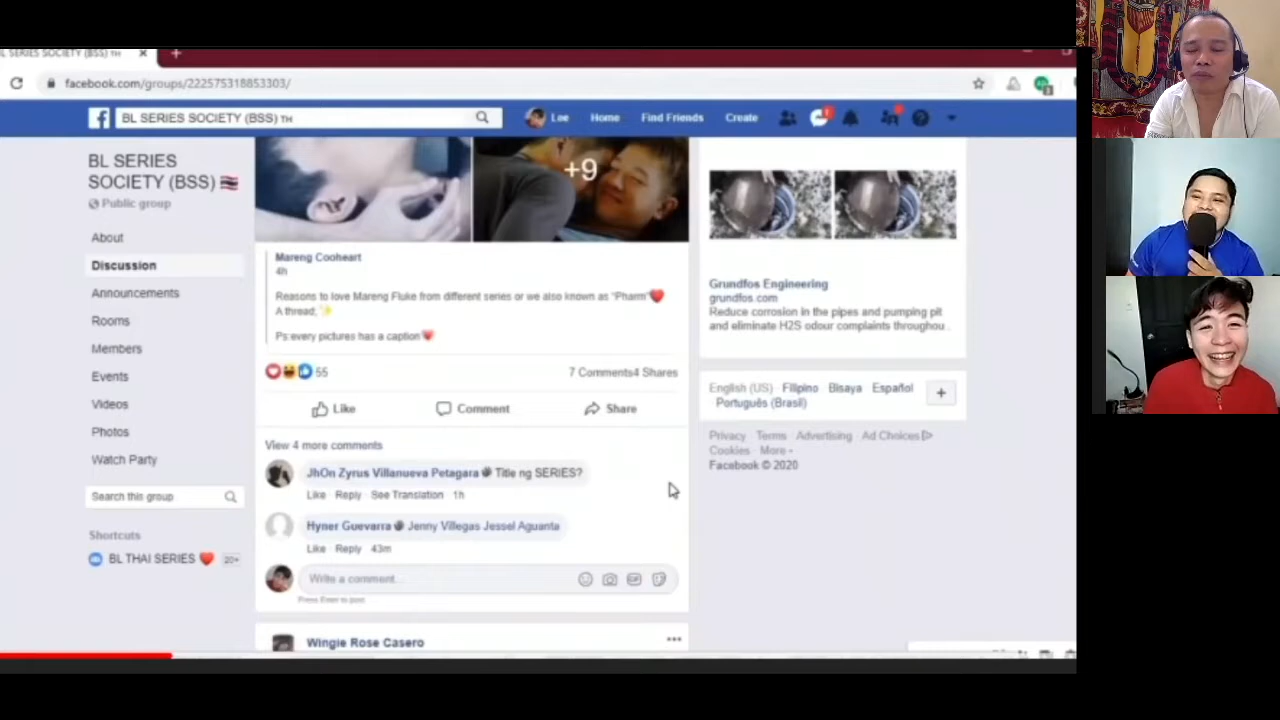 L SERIES SOCIETY (BSS) TH
facebook.com/groups/222575318853303/
BL SERIES SOCIETY (BSS) TH
Lee
Home
Find Friends
Create
BL SERIES
SOCIETY (BSS)
Public group
About
Discussion
Announcements
Rooms
Members
Events
Videos
Photos
Watch Party
Search this group
Shortcuts
BL THAI SERIES
20+
+9
Mareng Cooheart
4h
Reasons to love Mareng Fluke from different series or we also known as "Pharm"
A thread;
Ps:every pictures has a caption
55
7 Comments4 Shares
Like
Comment
Share
View 4 more comments
JhOn Zyrus Villanueva Petagara Title ng SERIES?
Like · Reply · See Translation · 1h
Hyner Guevarra Jenny Villegas Jessel Aguanta
Like · Reply · 43m
Write a comment...
Press Enter to post.
Wingie Rose Casero
Grundfos Engineering
grundfos.com
Reduce corrosion in the pipes and pumping pit
and eliminate H2S odour complaints throughou.
English (US) · Filipino · Bisaya · Español
· Português (Brasil)
Privacy · Terms · Advertising · Ad Choices
Cookies · More
Facebook © 2020